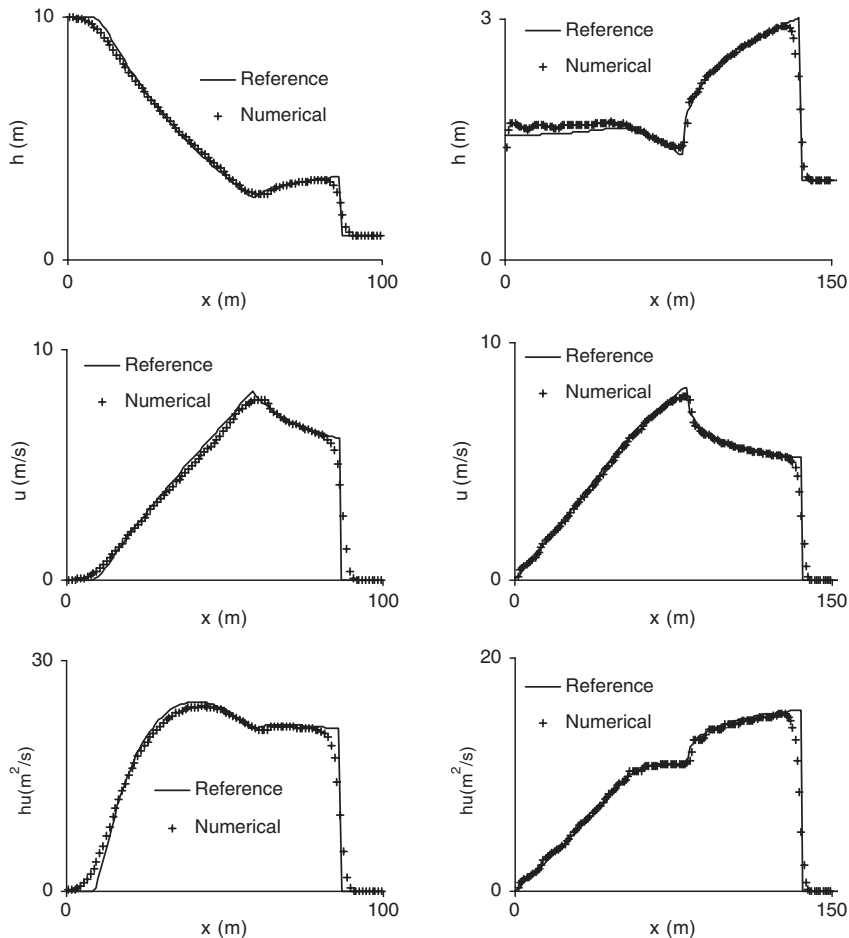 10
h (m)
Reference
Numerical
0
0
100
x (m)
3
h (m)
Reference
Numerical
0
0
150
x (m)
10
u (m/s)
Reference
Numerical
0
0
100
x (m)
10
u (m/s)
Reference
Numerical
0
0
150
x (m)
30
hu(m²/s)
Reference
Numerical
0
0
100
x (m)
20
hu(m²/s)
Reference
Numerical
0
0
150
x (m)